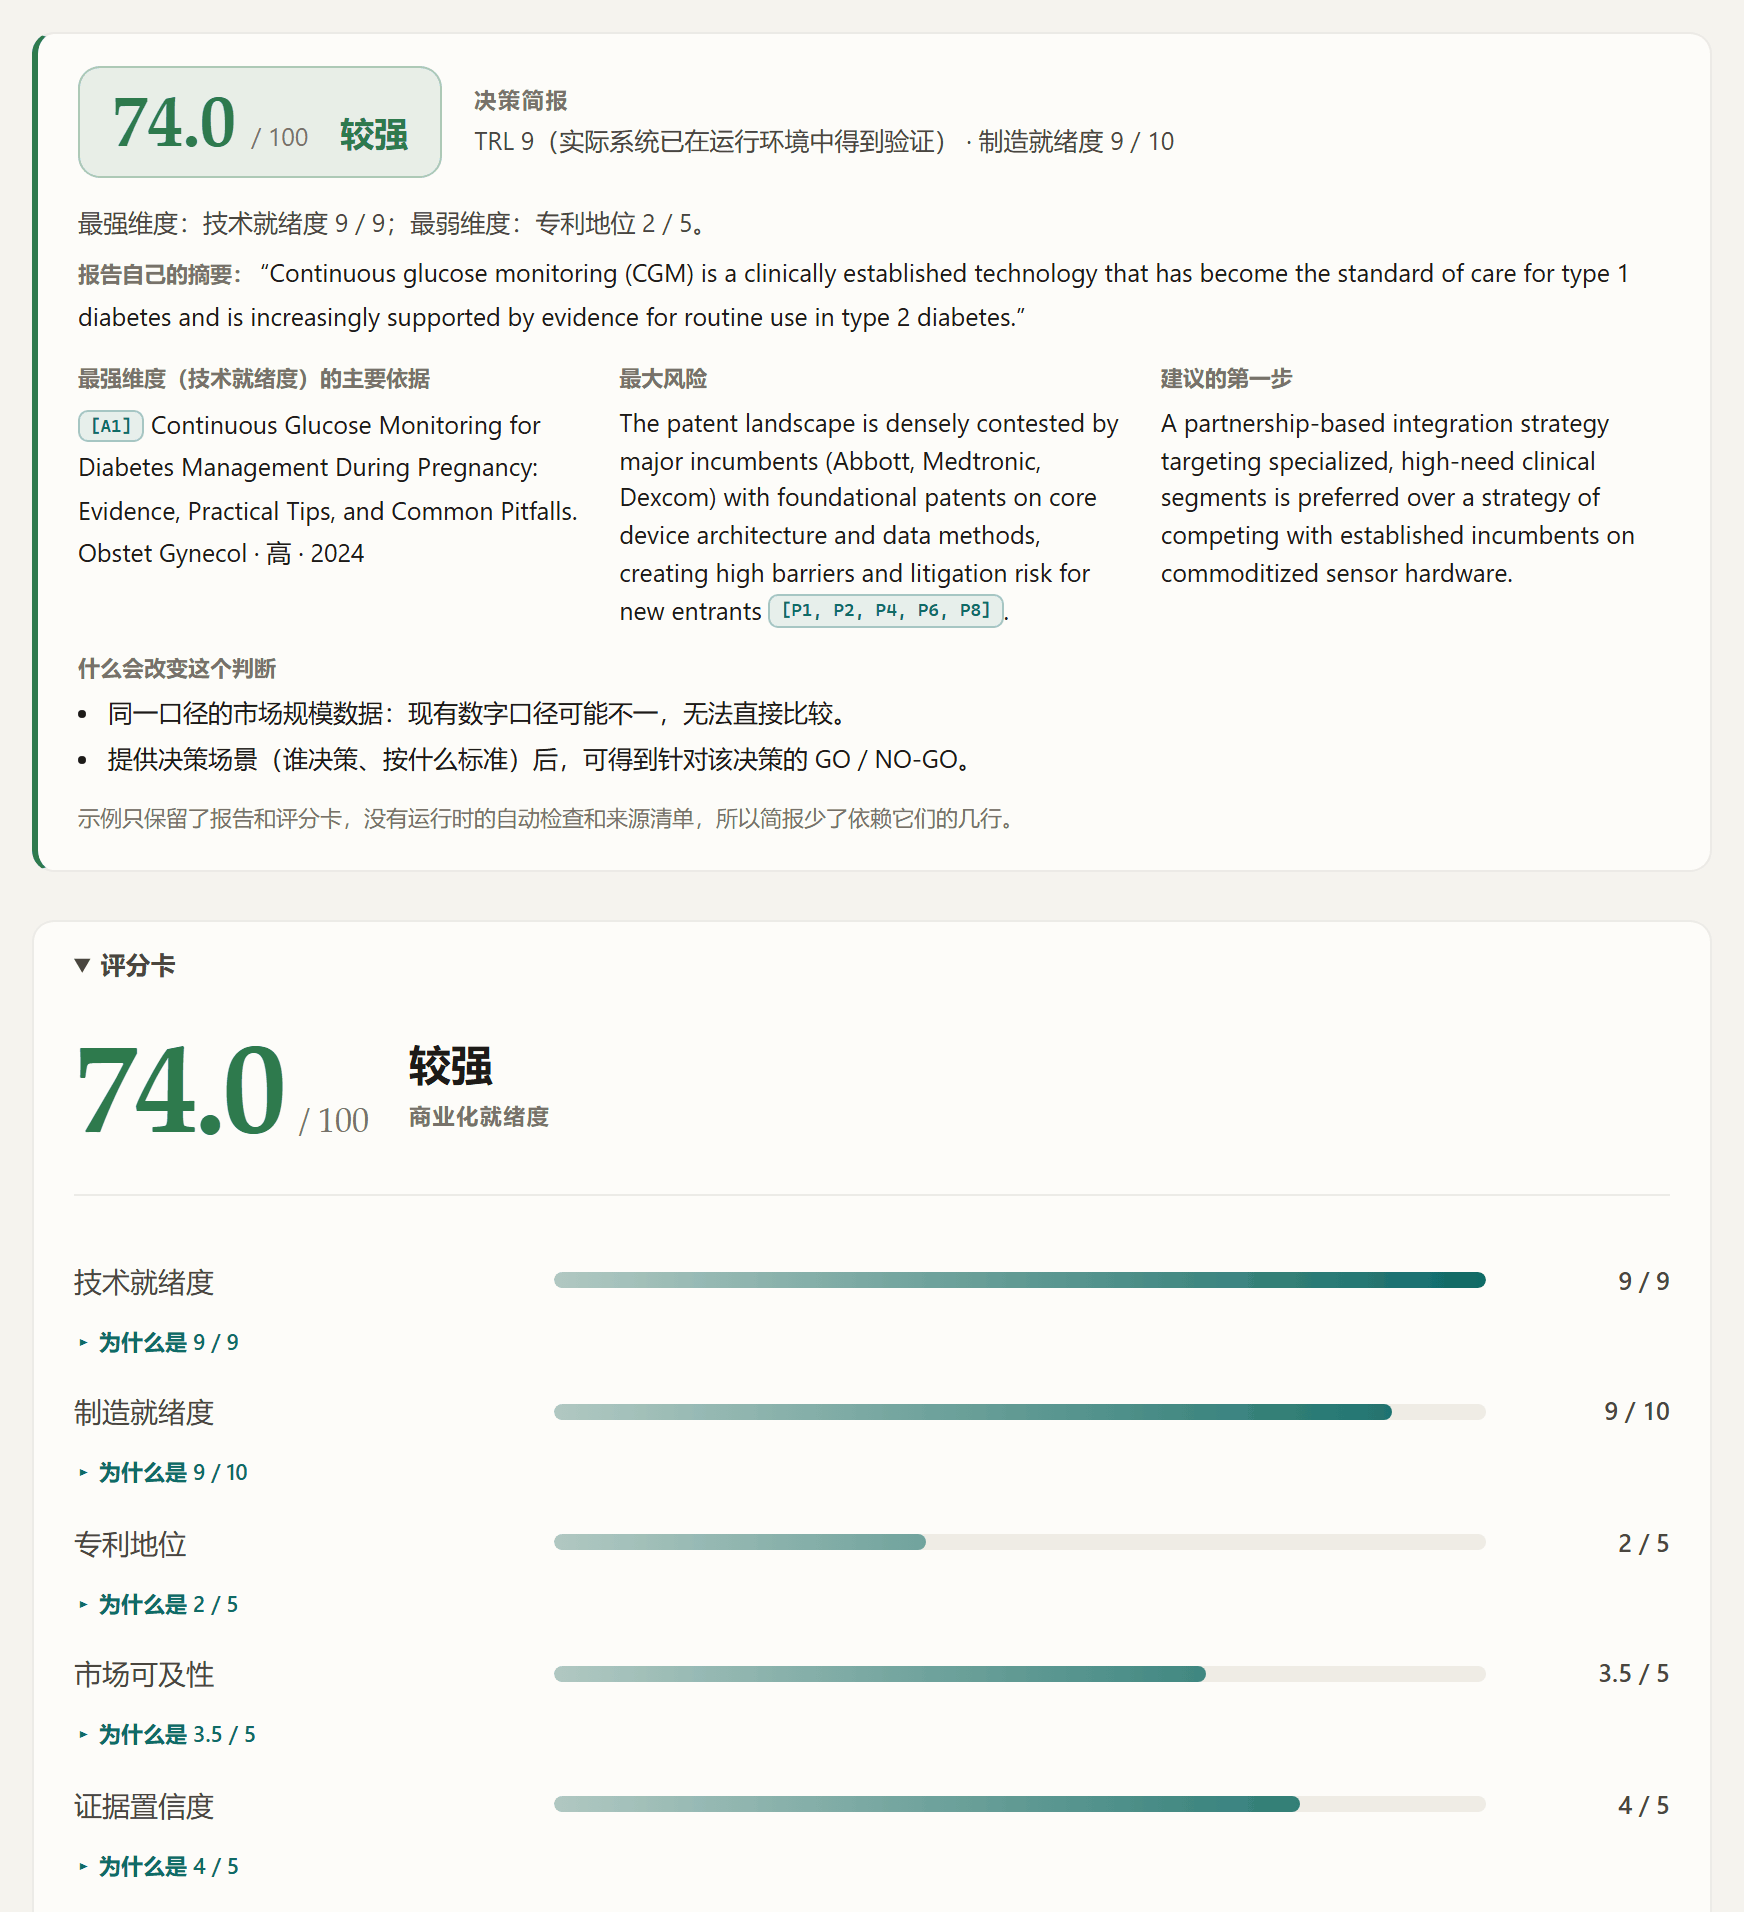 74.0 / 100 较强
决策简报
TRL 9（实际系统已在运行环境中得到验证） · 制造就绪度 9 / 10
最强维度：技术就绪度 9 / 9；最弱维度：专利地位 2 / 5。
报告自己的摘要： “Continuous glucose monitoring (CGM) is a clinically established technology that has become the standard of care for type 1
diabetes and is increasingly supported by evidence for routine use in type 2 diabetes.”
最强维度（技术就绪度）的主要依据
[A1] Continuous Glucose Monitoring for
Diabetes Management During Pregnancy:
Evidence, Practical Tips, and Common Pitfalls.
Obstet Gynecol · 高 · 2024
最大风险
The patent landscape is densely contested by
major incumbents (Abbott, Medtronic,
Dexcom) with foundational patents on core
device architecture and data methods,
creating high barriers and litigation risk for
new entrants [P1, P2, P4, P6, P8].
建议的第一步
A partnership-based integration strategy
targeting specialized, high-need clinical
segments is preferred over a strategy of
competing with established incumbents on
commoditized sensor hardware.
什么会改变这个判断
• 同一口径的市场规模数据：现有数字口径可能不一，无法直接比较。
• 提供决策场景（谁决策、按什么标准）后，可得到针对该决策的 GO / NO-GO。
示例只保留了报告和评分卡，没有运行时的自动检查和来源清单，所以简报少了依赖它们的几行。
▼ 评分卡
74.0 / 100
较强
商业化就绪度
技术就绪度 9 / 9
▸ 为什么是 9 / 9
制造就绪度 9 / 10
▸ 为什么是 9 / 10
专利地位 2 / 5
▸ 为什么是 2 / 5
市场可及性 3.5 / 5
▸ 为什么是 3.5 / 5
证据置信度 4 / 5
▸ 为什么是 4 / 5